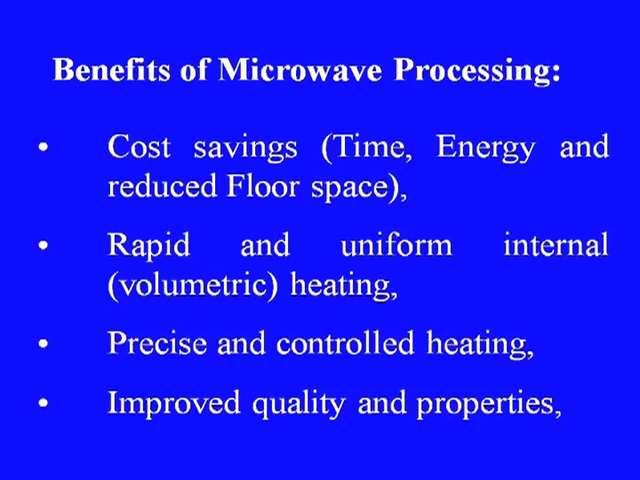 Benefits of Microwave Processing:
• Cost savings (Time, Energy and
reduced Floor space),
• Rapid and uniform internal
(volumetric) heating,
• Precise and controlled heating,
• Improved quality and properties,